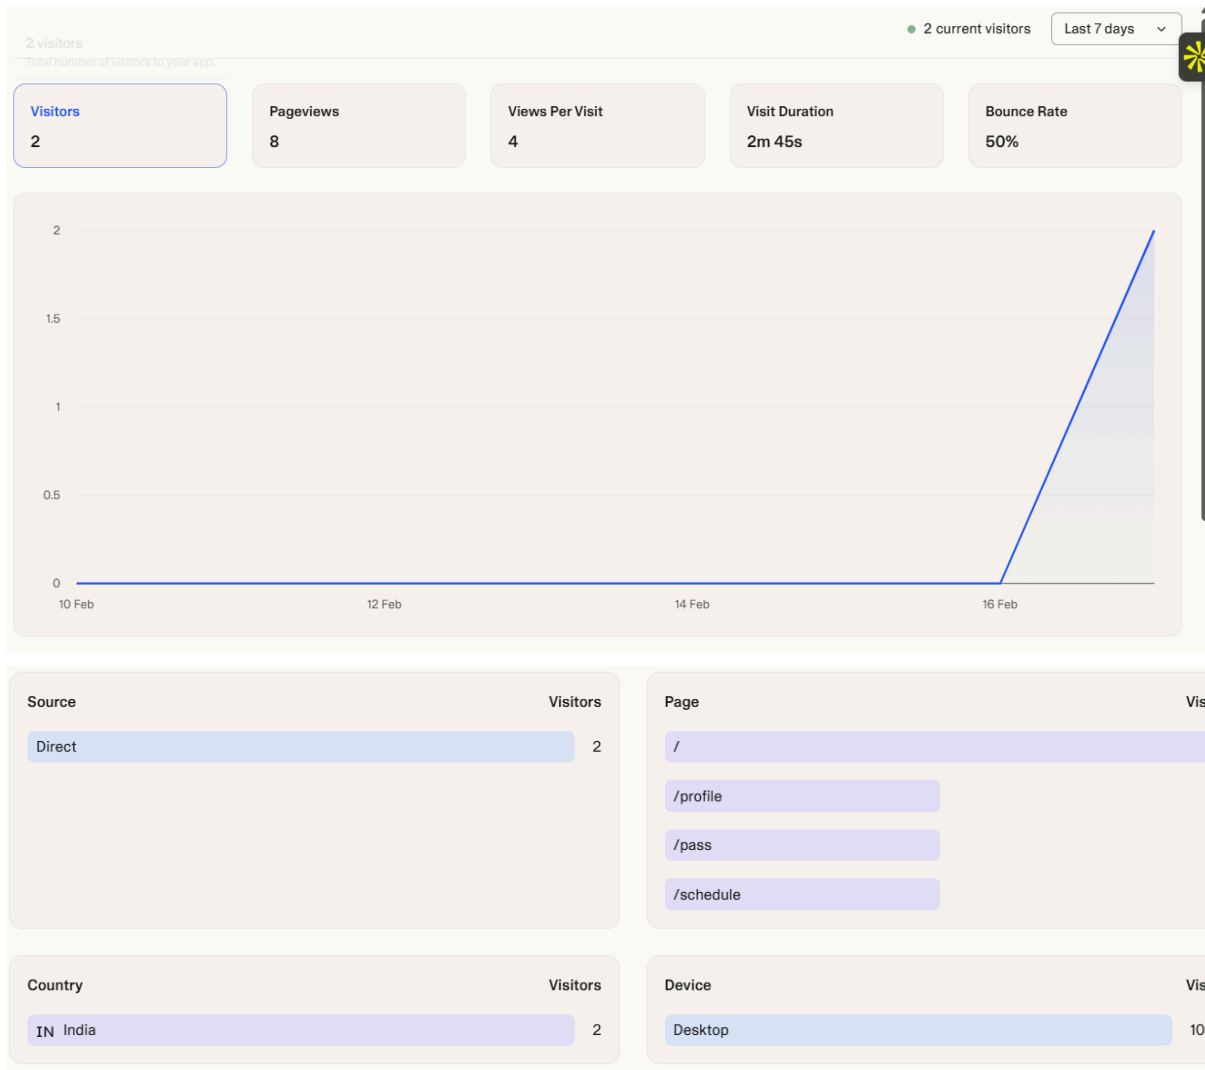 2 visitors
Total number of visitors to your app.
2 current visitors
Last 7 days
Visitors
2
Pageviews
8
Views Per Visit
4
Visit Duration
2m 45s
Bounce Rate
50%
2
1.5
1
0.5
0
10 Feb
12 Feb
14 Feb
16 Feb
Source
Visitors
Direct
2
Page
Vis
/
/profile
/pass
/schedule
Country
Visitors
IN India
2
Device
Vis
Desktop
10